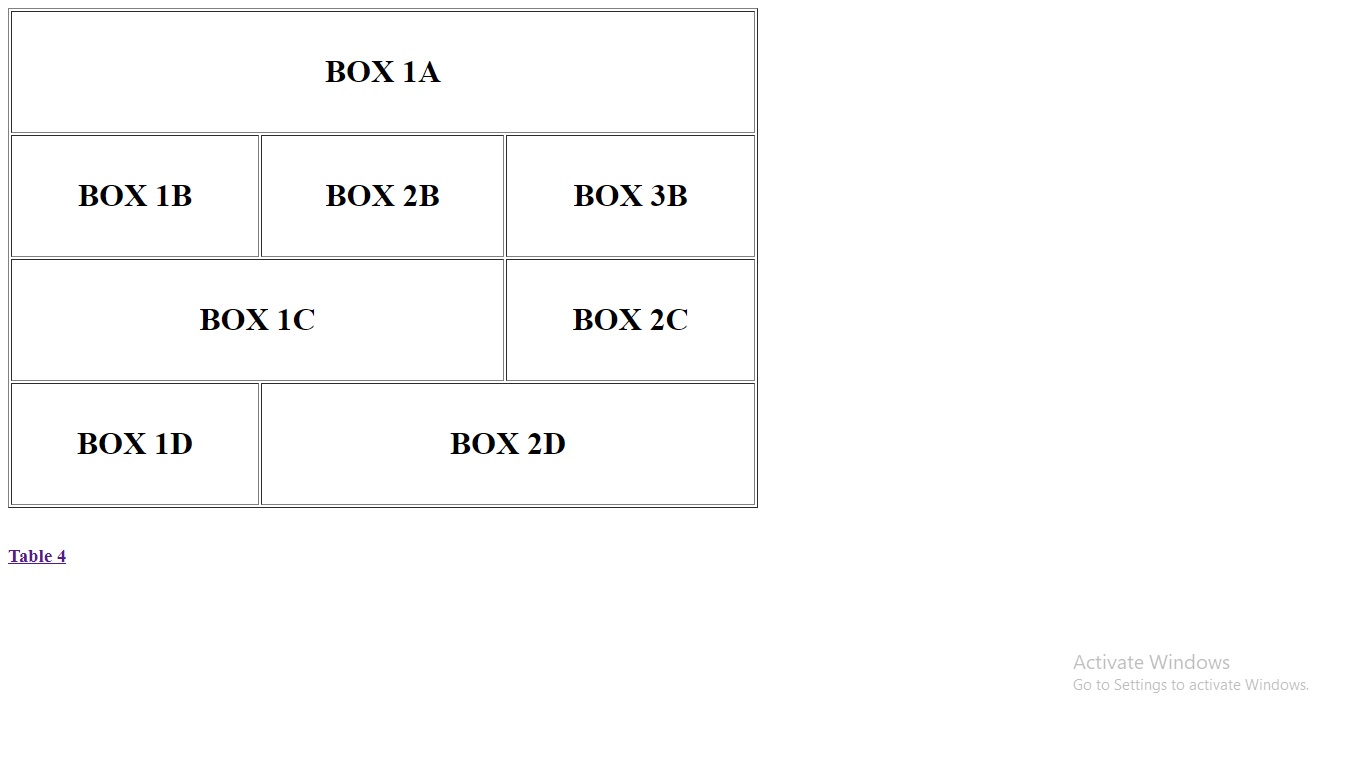 BOX 1A
BOX 1B BOX 2B BOX 3B
BOX 1C BOX 2C
BOX 1D BOX 2D
Table 4
Activate Windows
Go to Settings to activate Windows.